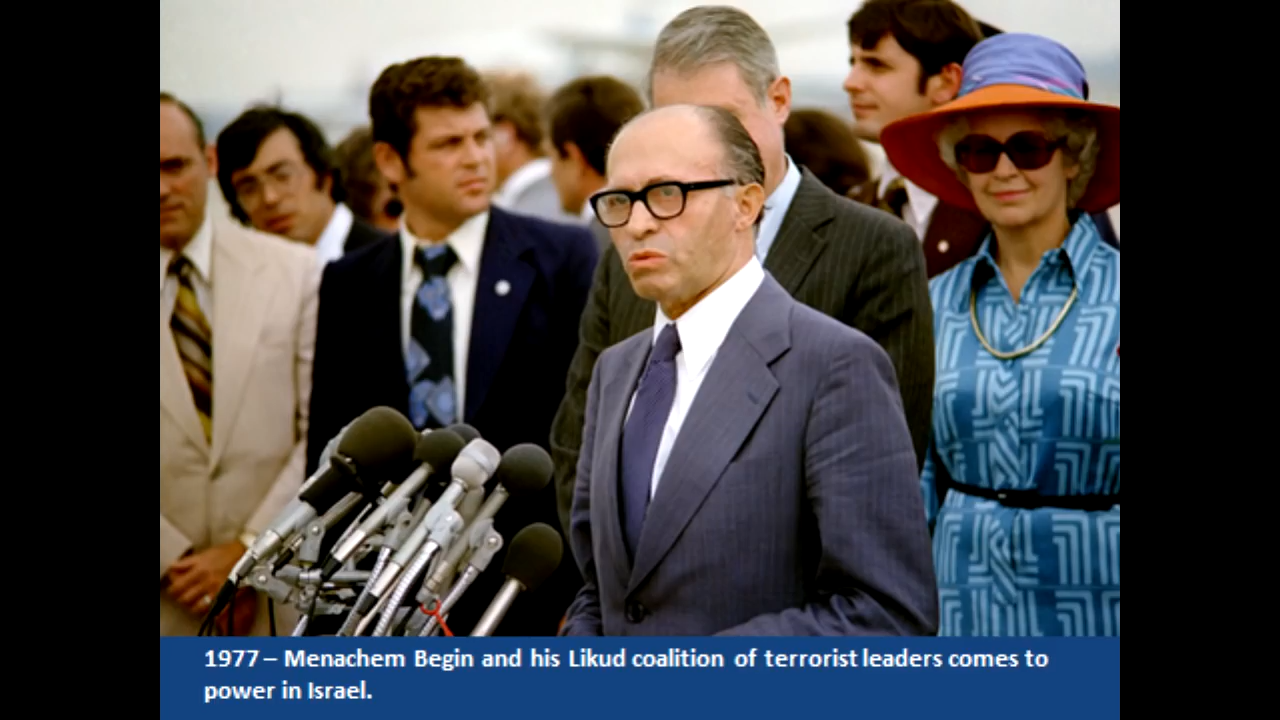 1977 – Menachem Begin and his Likud coalition of terrorist leaders comes to
power in Israel.